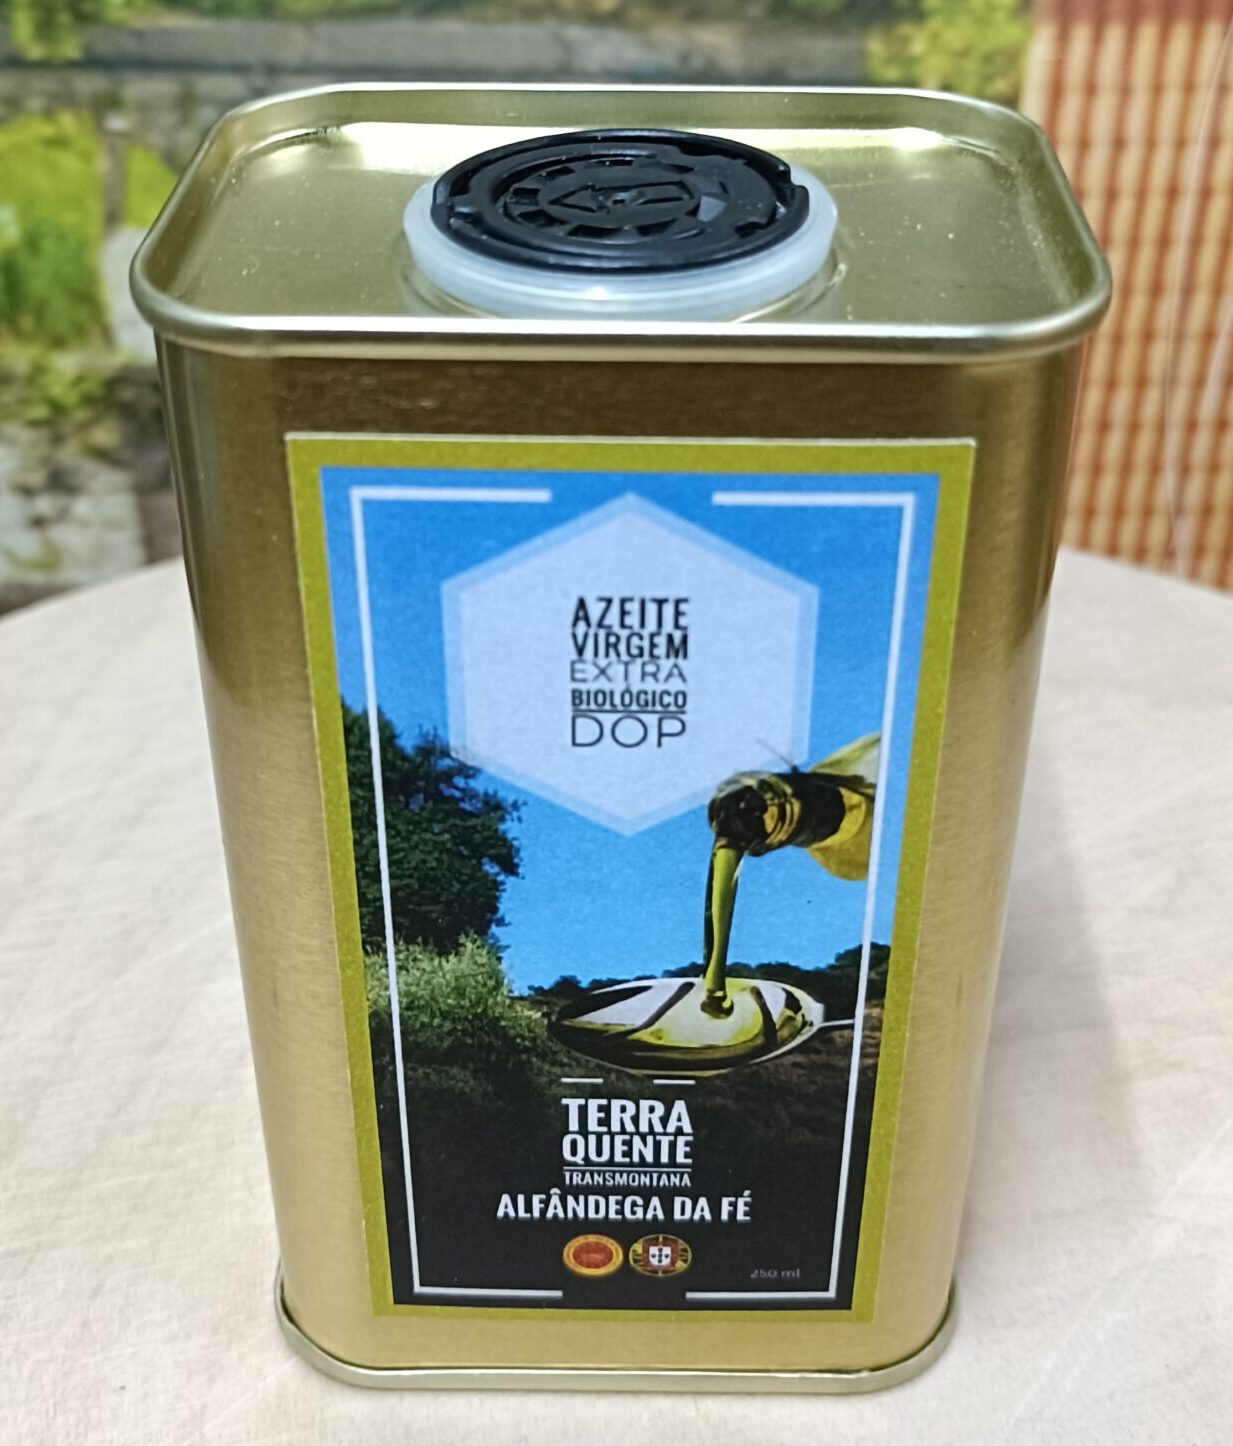 AZEITE
VIRGEM
EXTRA
BIOLÓGICO
DOP
TERRA
QUENTE
TRANSMONTANA
ALFÂNDEGA DA FÉ
250 ml